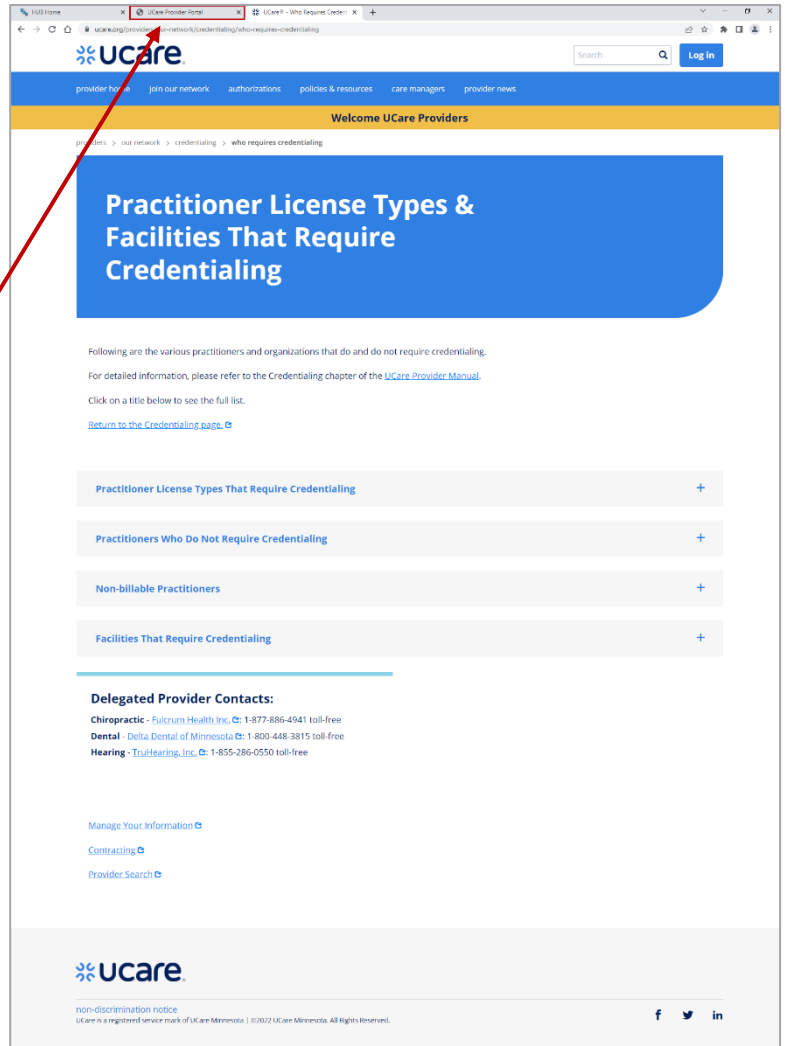 HUB Home
UCare Provider Portal
UCare® - Who Requires Credent
ucare.org/providers/our-network/credentialing/who-requires-credentialing
ucare.
Search
Log in
provider home join our network authorizations policies & resources care managers provider news
Welcome UCare Providers
providers > our network > credentialing > who requires credentialing
Practitioner License Types &
Facilities That Require
Credentialing
Following are the various practitioners and organizations that do and do not require credentialing.
For detailed information, please refer to the Credentialing chapter of the UCare Provider Manual.
Click on a title below to see the full list.
Return to the Credentialing page.
Practitioner License Types That Require Credentialing +
Practitioners Who Do Not Require Credentialing +
Non-billable Practitioners +
Facilities That Require Credentialing +
Delegated Provider Contacts:
Chiropractic - Fulcrum Health Inc. : 1-877-886-4941 toll-free
Dental - Delta Dental of Minnesota : 1-800-448-3815 toll-free
Hearing - TruHearing, Inc. : 1-855-286-0550 toll-free
Manage Your Information
Contracting
Provider Search
ucare.
non-discrimination notice
UCare is a registered service mark of UCare Minnesota | ©2022 UCare Minnesota. All Rights Reserved.